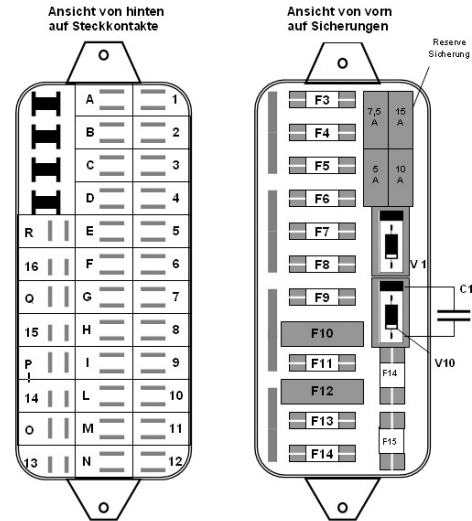 Ansicht von hinten
auf Steckkontakte
Ansicht von vorn
auf Sicherungen
Reserve
Sicherung
A 1
B 2
C 3
D 4
R E 5
16 F 6
Q G 7
15 H 8
P I 9
14 L 10
O M 11
13 N 12
F3
F4
F5
F6
F7
F8
F9
F10
F11
F12
F13
F14
7,5
A
15
A
5
A
10
A
V 1
C1
V10
F14
F15